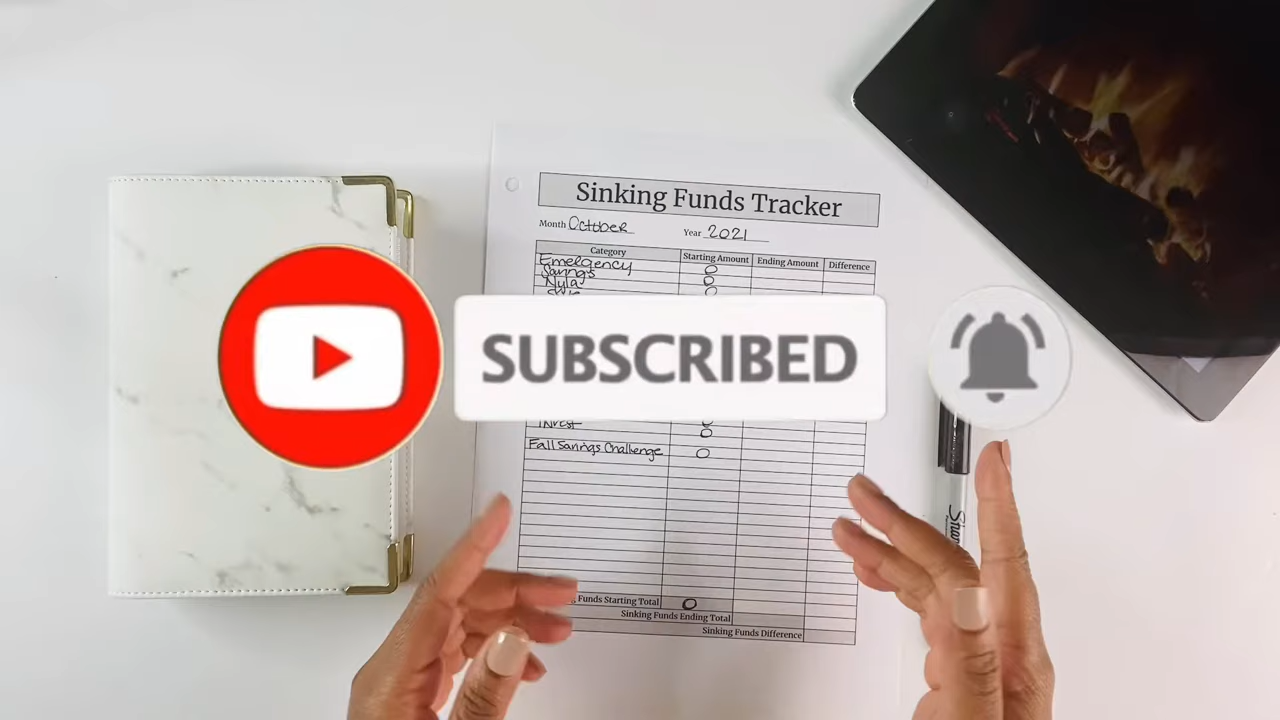 Sinking Funds Tracker
Month October Year 2021
Category Starting Amount Ending Amount Difference
Emergency 0
Savings 0
Nyla 0
SUBSCRIBED
Invest 0
Fall Savings Challenge 0
Funds Starting Total 0
Sinking Funds Ending Total
Sinking Funds Difference